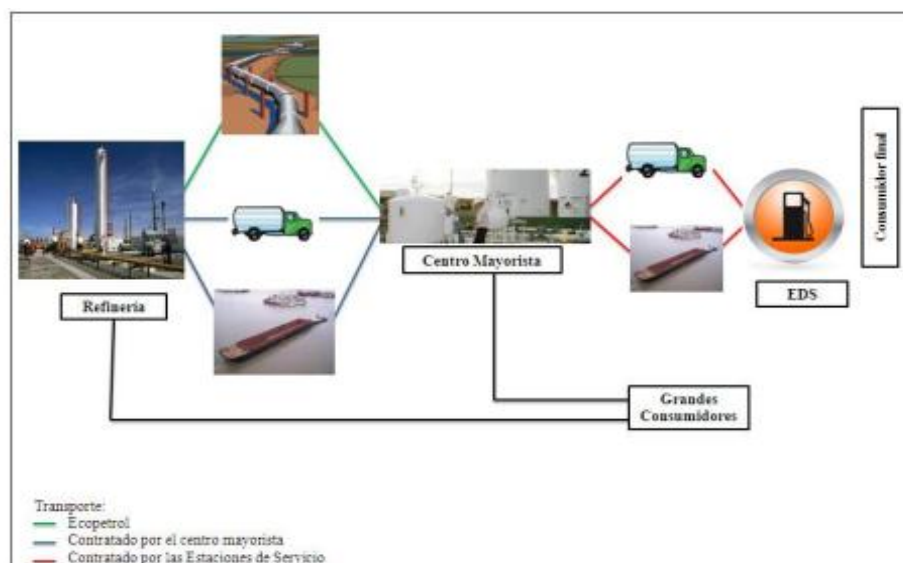 Refinería
Centro Mayorista
EDS
Consumidor final
Grandes
Consumidores
Transporte:
Ecopetrol
Contratado por el centro mayorista
Contratado por las Estaciones de Servicio